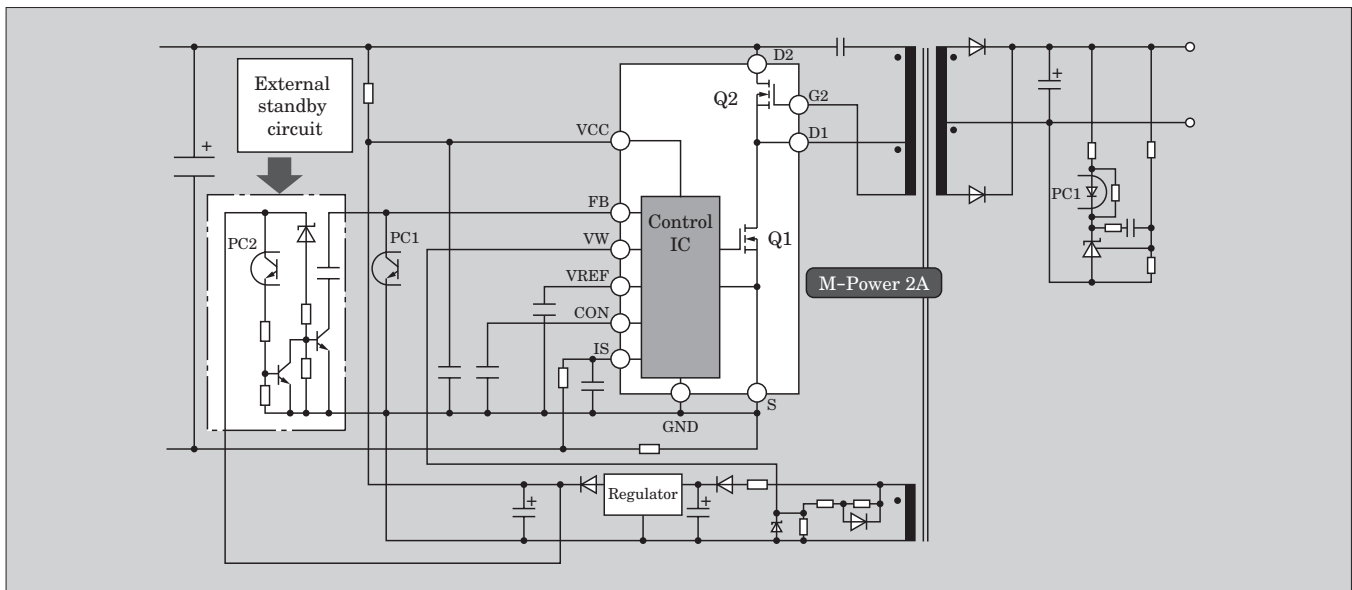 External
standby
circuit
D2
Q2
G2
D1
VCC
FB
VW
VREF
CON
IS
Control
IC
Q1
PC2
PC1
PC1
M-Power 2A
S
GND
Regulator
+
+
+
+